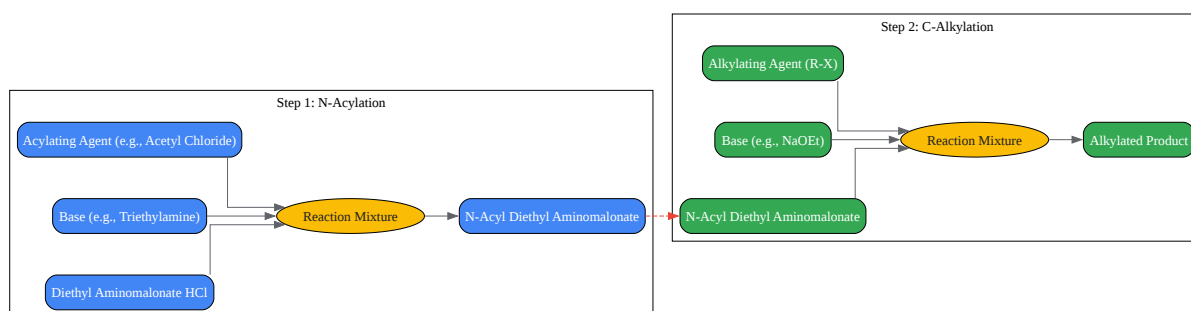 Step 1: N-Acylation
Acylating Agent (e.g., Acetyl Chloride)
Base (e.g., Triethylamine)
Diethyl Aminomalonate HCl
Reaction Mixture
N-Acyl Diethyl Aminomalonate
Step 2: C-Alkylation
Alkylating Agent (R-X)
Base (e.g., NaOEt)
N-Acyl Diethyl Aminomalonate
Reaction Mixture
Alkylated Product